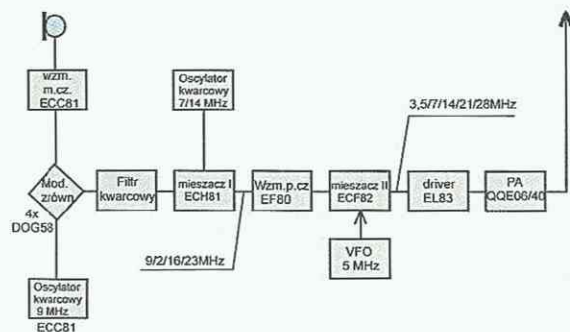 wzm.
m.cz.
ECC81
Oscylator
kwarcowy
7/14 MHz
3,5/7/14/21/28MHz
Mod.
zrówn
4x
DOG58
Filtr
kwarcowy
mieszacz I
ECH81
Wzm.p.cz
EF80
mieszacz II
ECF82
driver
EL83
PA
QQE06/40
9/2/16/23MHz
VFO
5 MHz
Oscylator
kwarcowy
9 MHz
ECC81